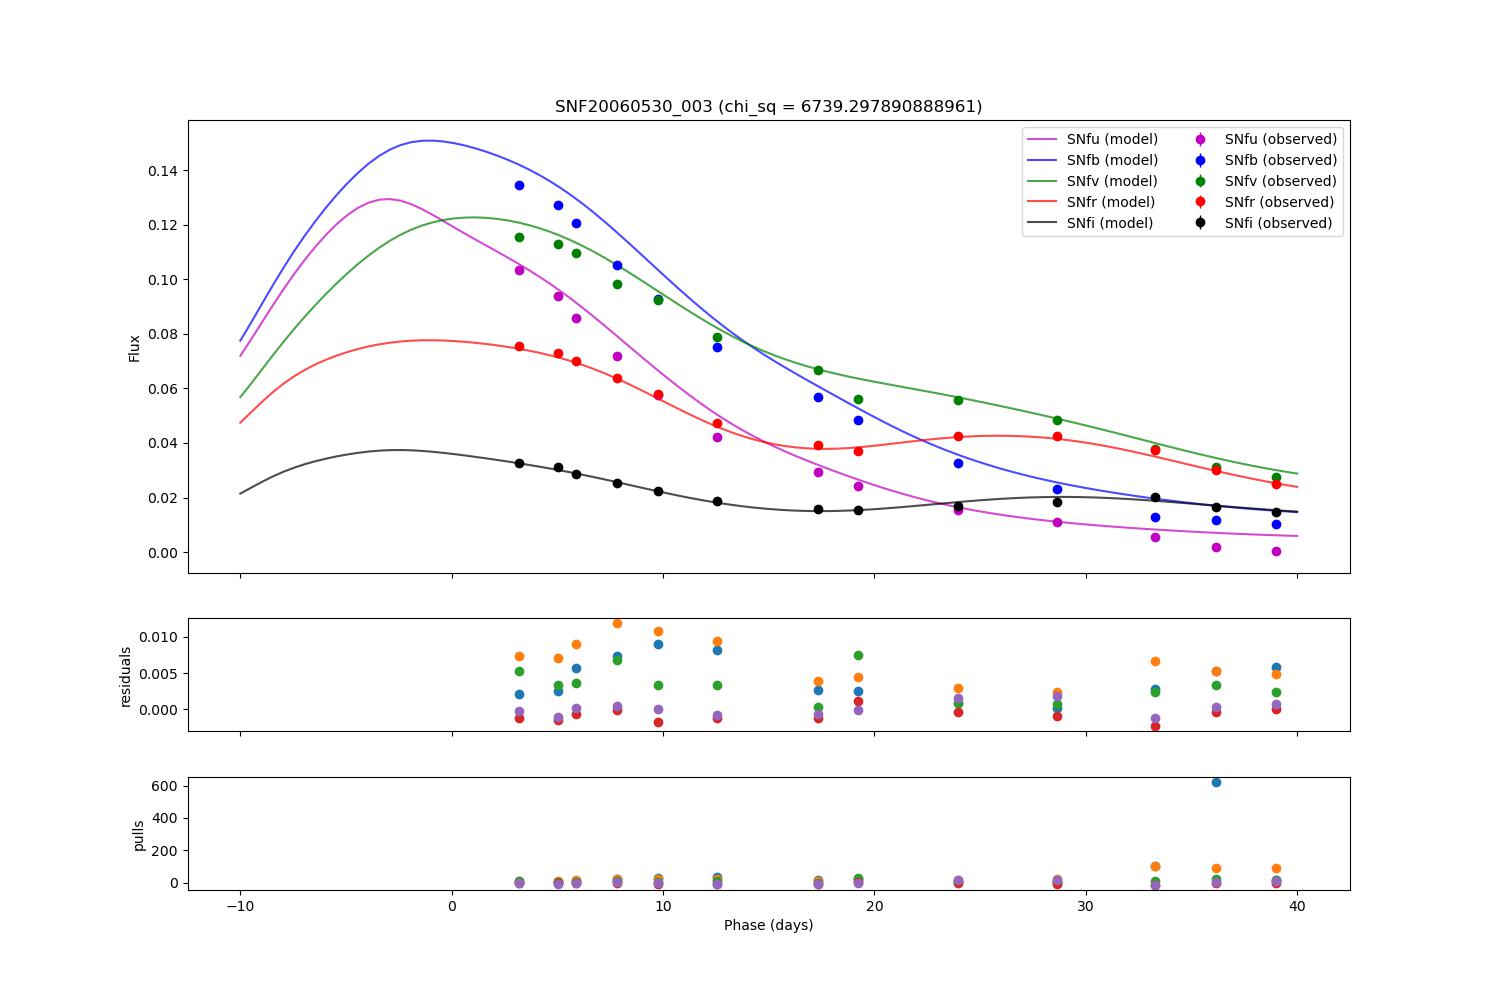 SNF20060530_003 (chi_sq = 6739.297890888961)
SNfu (model) SNfu (observed)
SNfb (model) SNfb (observed)
SNfv (model) SNfv (observed)
SNfr (model) SNfr (observed)
SNfi (model) SNfi (observed)
Flux
0.14
0.12
0.10
0.08
0.06
0.04
0.02
0.00
residuals
0.010
0.005
0.000
pulls
600
400
200
0
−10 0 10 20 30 40
Phase (days)